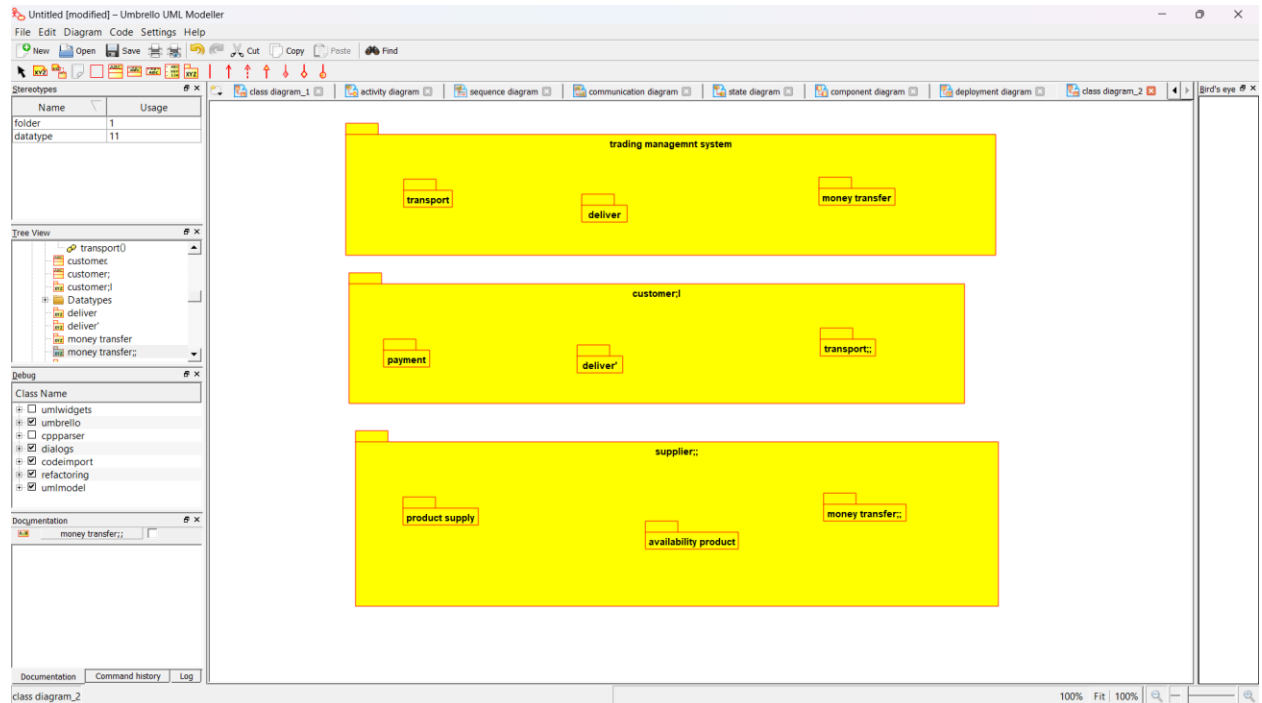 Untitled [modified] – Umbrello UML Modeller
File Edit Diagram Code Settings Help
New Open Save Cut Copy Paste Find
Stereotypes
Name Usage
folder 1
datatype 11
Tree View
transport()
customer.
customer;
customer;l
Datatypes
deliver
deliver'
money transfer
money transfer;;
Debug
Class Name
umlwidgets
umbrello
cppparser
dialogs
codeimport
refactoring
umlmodel
Documentation
money transfer;;
Documentation Command history Log
class diagram_2
class diagram_1 activity diagram sequence diagram communication diagram state diagram component diagram deployment diagram class diagram_2
trading managemnt system
transport
deliver
money transfer
customer;l
payment
deliver'
transport;;
supplier;;
product supply
availability product
money transfer;;
Bird's eye
100% Fit 100%